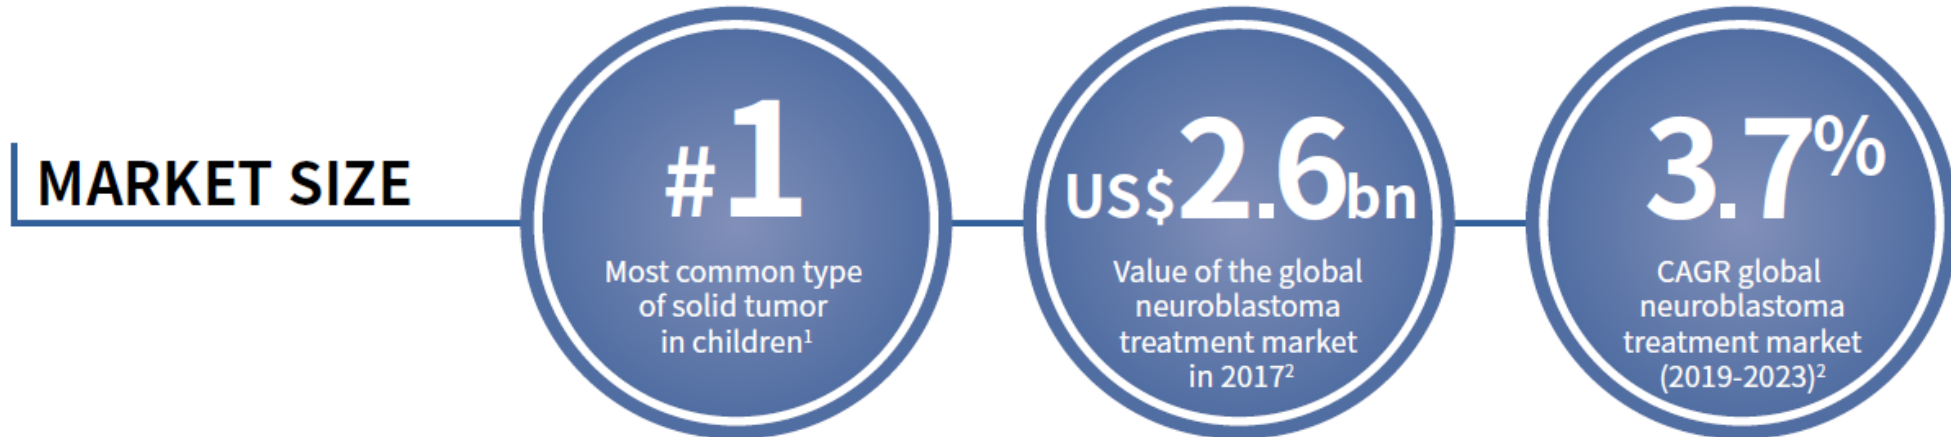 MARKET SIZE
#1
Most common type
of solid tumor
in children¹
US$2.6bn
Value of the global
neuroblastoma
treatment market
in 2017²
3.7%
CAGR global
neuroblastoma
treatment market
(2019-2023)²